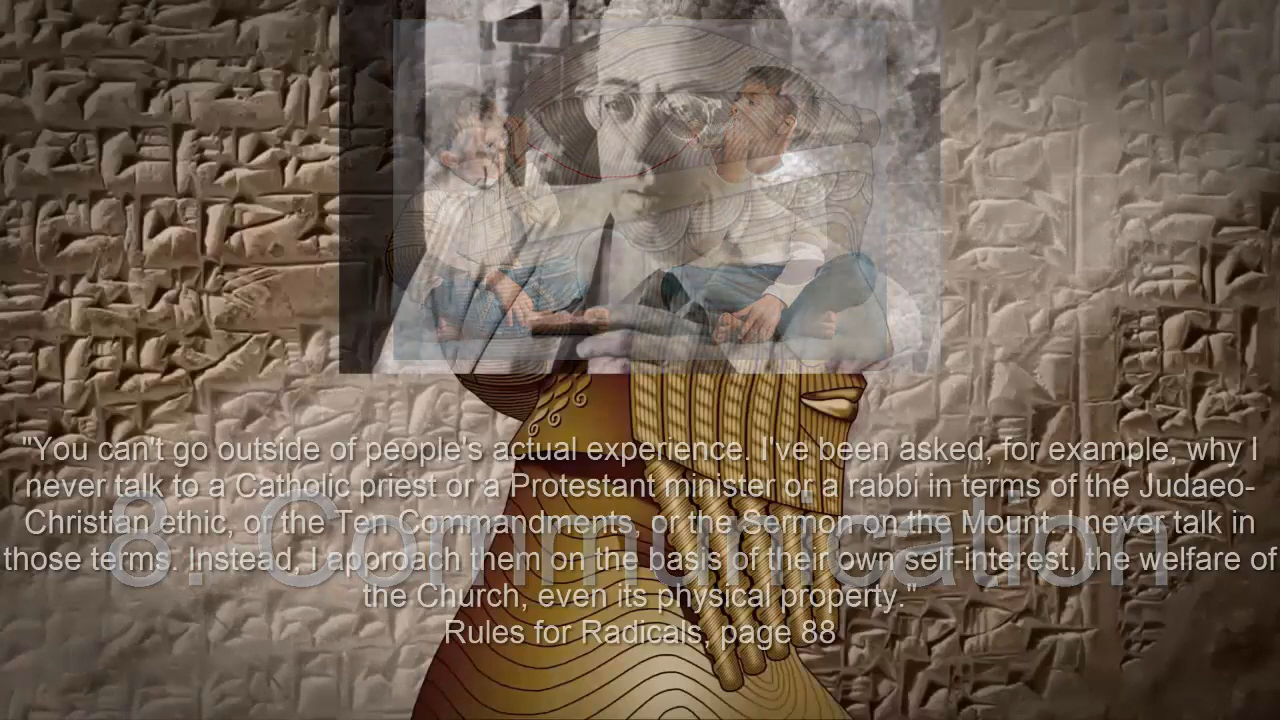 "You can't go outside of people's actual experience. I've been asked, for example, why I
never talk to a Catholic priest or a Protestant minister or a rabbi in terms of the Judaeo-
Christian ethic, or the Ten Commandments, or the Sermon on the Mount. I never talk in
those terms. Instead, I approach them on the basis of their own self-interest, the welfare of
the Church, even its physical property."
Rules for Radicals, page 88
8. Communication